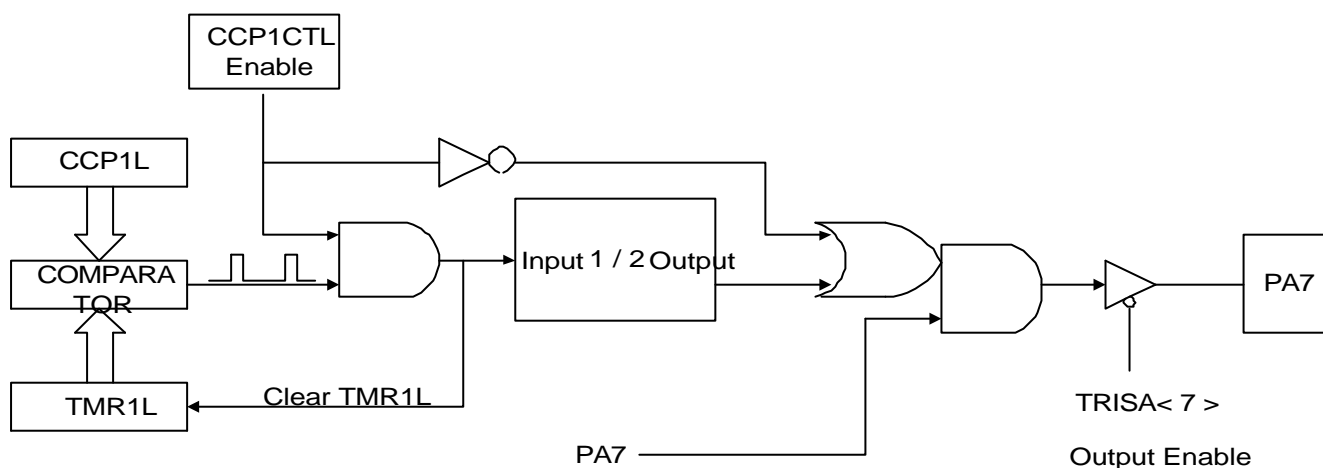 CCP1CTL
Enable
CCP1L
COMPARA
TOR
Input 1 / 2 Output
PA7
TMR1L
Clear TMR1L
TRISA< 7 >
PA7
Output Enable